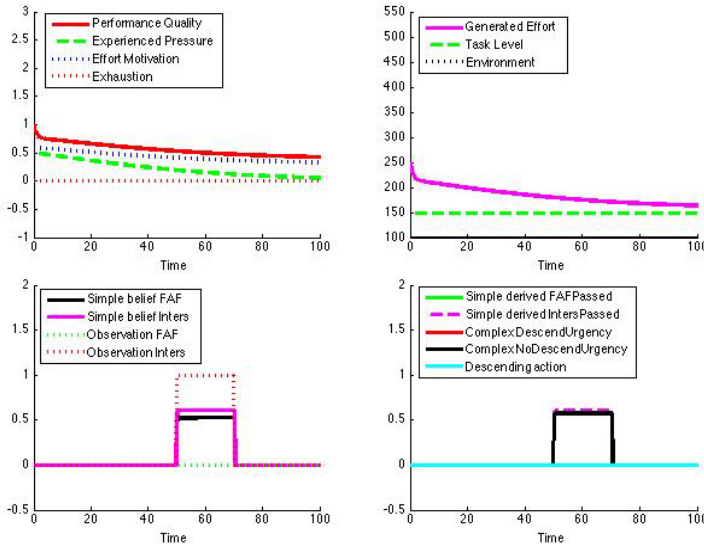 3
2.5
2
1.5
1
0.5
0
-0.5
-1
Performance Quality
Experienced Pressure
Effort Motivation
Exhaustion
0 20 40 60 80 100
Time
550
500
450
400
350
300
250
200
150
100
Generated Effort
Task Level
Environment
0 20 40 60 80 100
Time
2
1.5
1
0.5
0
-0.5
Simple belief FAF
Simple belief Inters
Observation FAF
Observation Inters
0 20 40 60 80 100
Time
2
1.5
1
0.5
0
-0.5
Simple derived FAFPassed
Simple derived IntersPassed
ComplexDescendUrgency
ComplexNoDescendUrgency
Descending action
0 20 40 60 80 100
Time